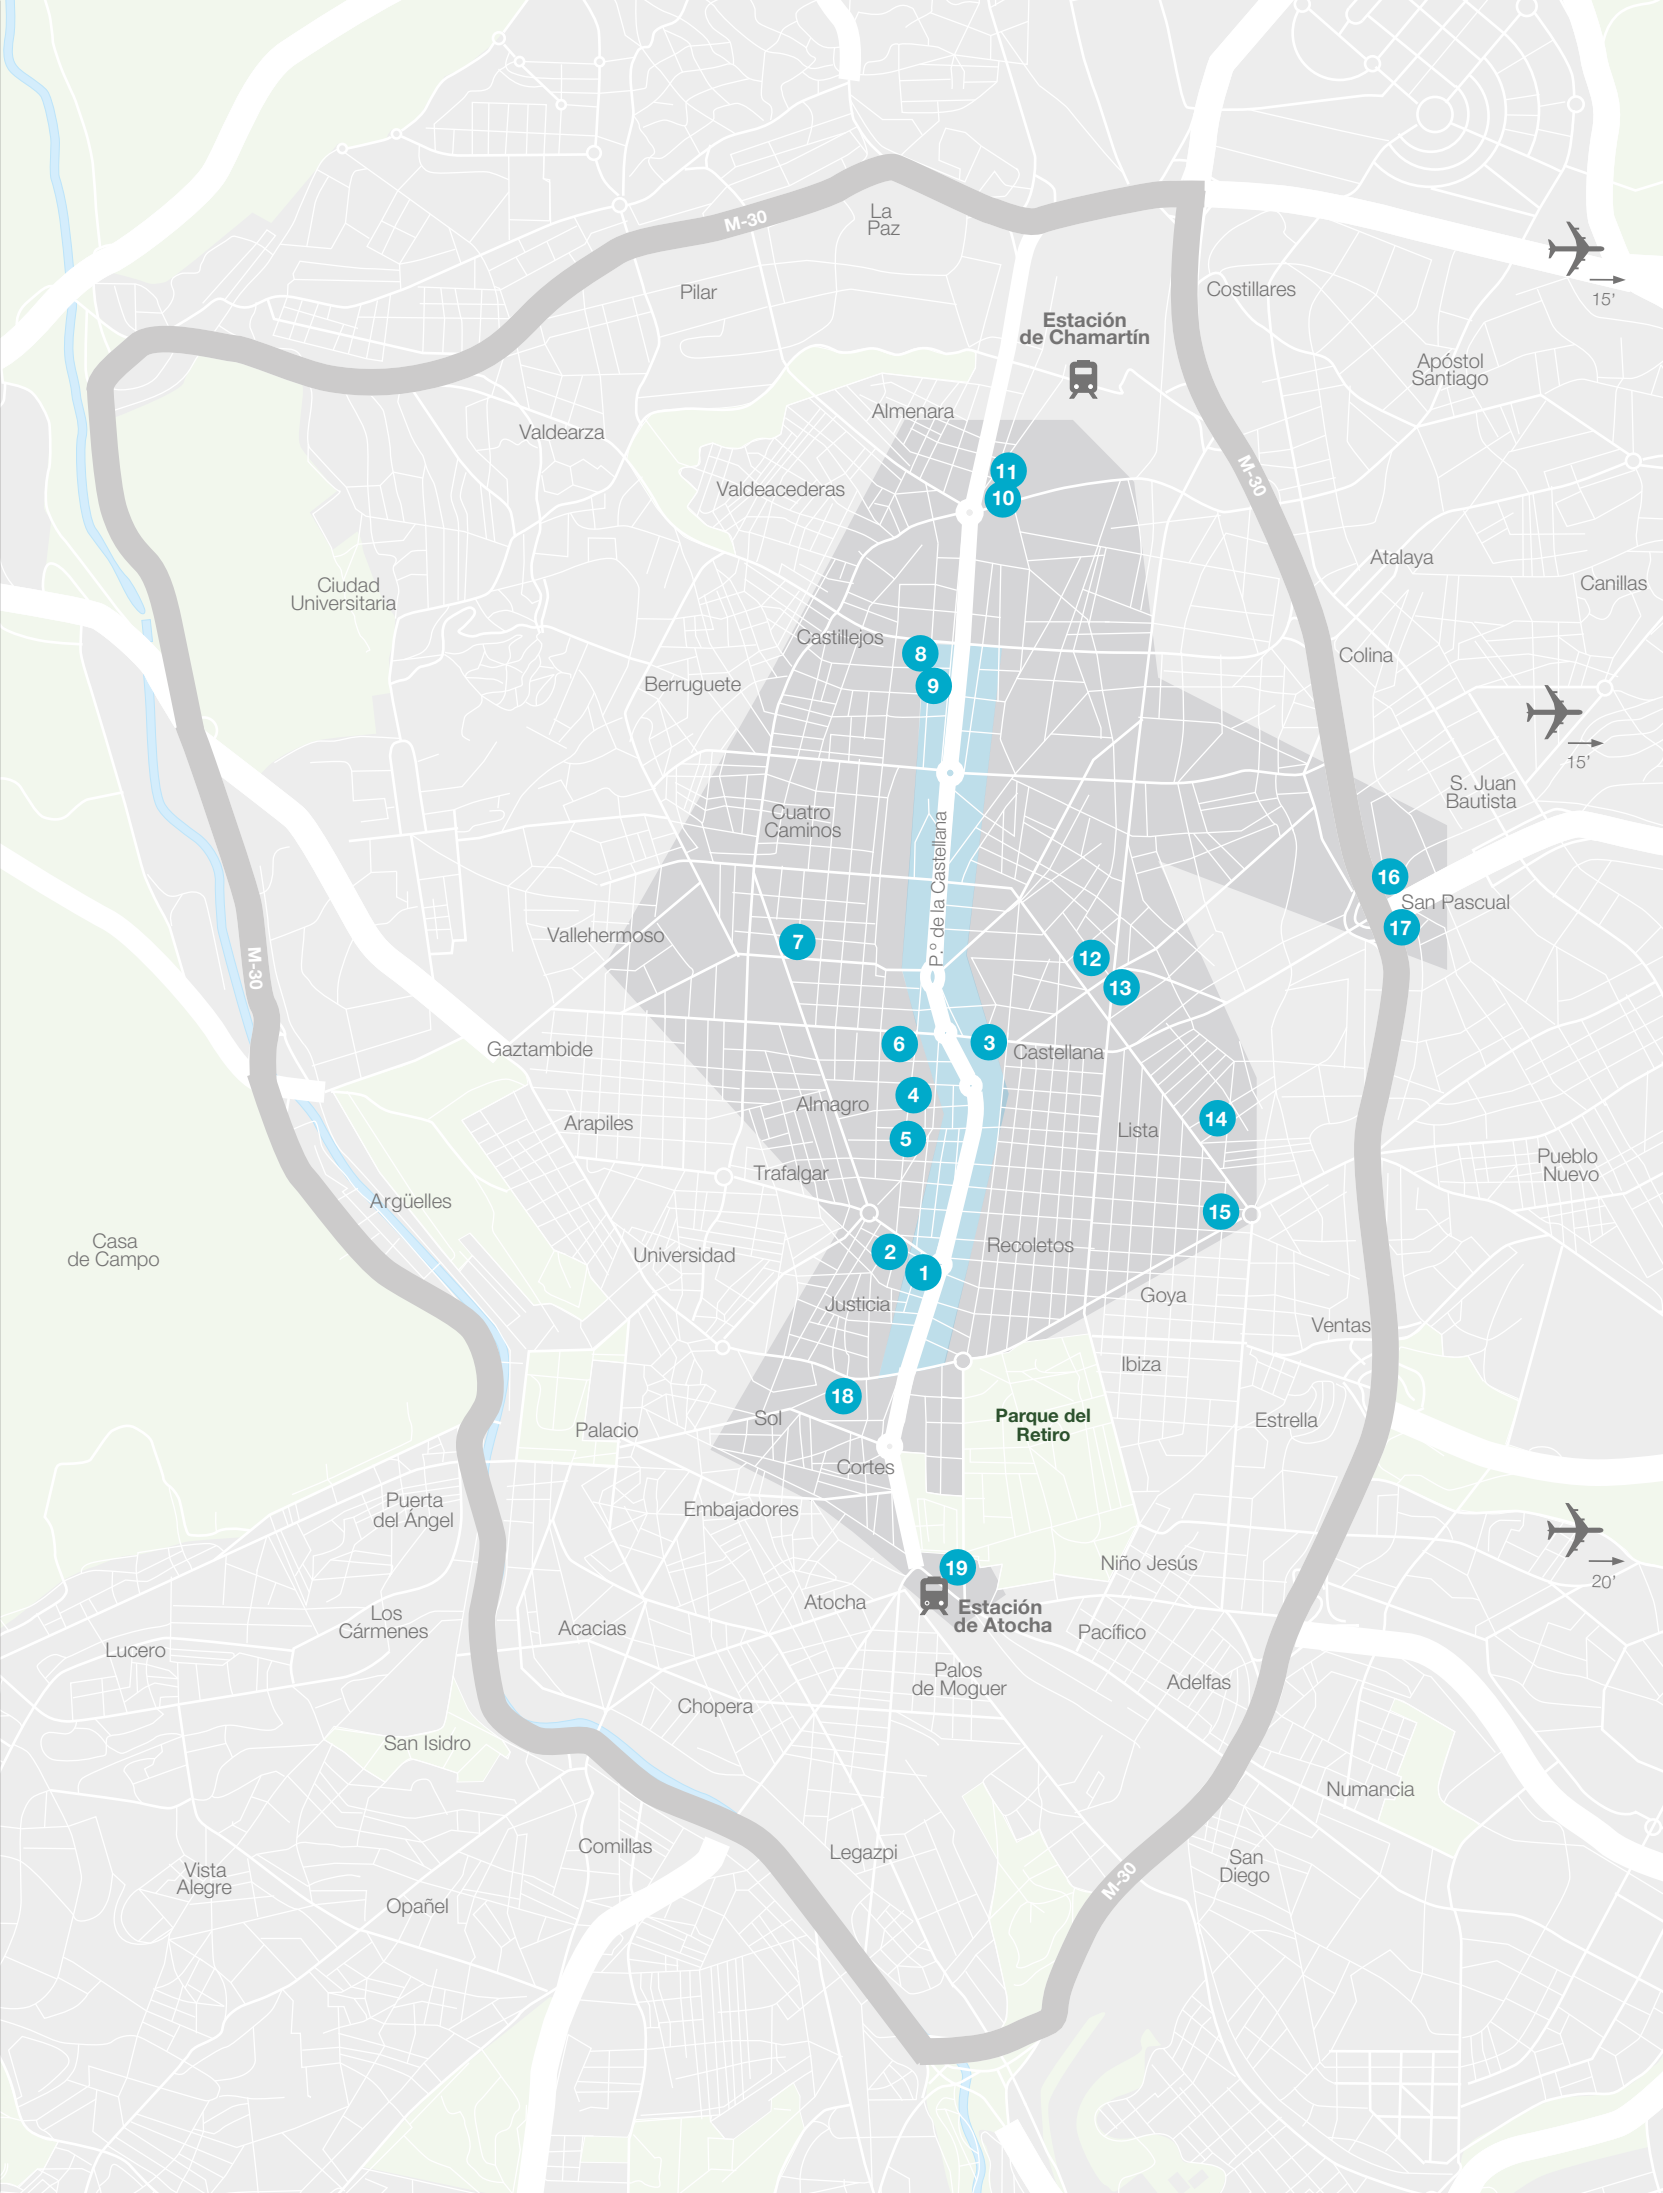 La
Paz
M-30
Pilar
Costillares
15’
Estación
de Chamartín
Apóstol
Santiago
Almenara
Valdearza
11
Valdeacederas
10
M-30
Atalaya
Canillas
Ciudad
Universitaria
Castillejos
8
Colina
Berruguete
9
15’
S. Juan
Bautista
Cuatro
Caminos
P.º de la Castellana
16
San Pascual
17
Vallehermoso
7
12
13
M-30
6
3
Castellana
Gaztambide
4
Almagro
5
14
Arapiles
Lista
Trafalgar
Pueblo
Nuevo
Argüelles
15
Casa
de Campo
Universidad
2
1
Recoletos
Justicia
Goya
Ventas
Ibiza
18
Sol
Parque del
Retiro
Estrella
Palacio
Cortes
Puerta
del Ángel
Embajadores
19
Niño Jesús
20’
Atocha
Estación
de Atocha
Los
Cármenes
Acacias
Pacífico
Lucero
Palos
de Moguer
Adelfas
Chopera
San Isidro
Numancia
Comillas
Legazpi
San
Diego
Vista
Alegre
M-30
Opañel